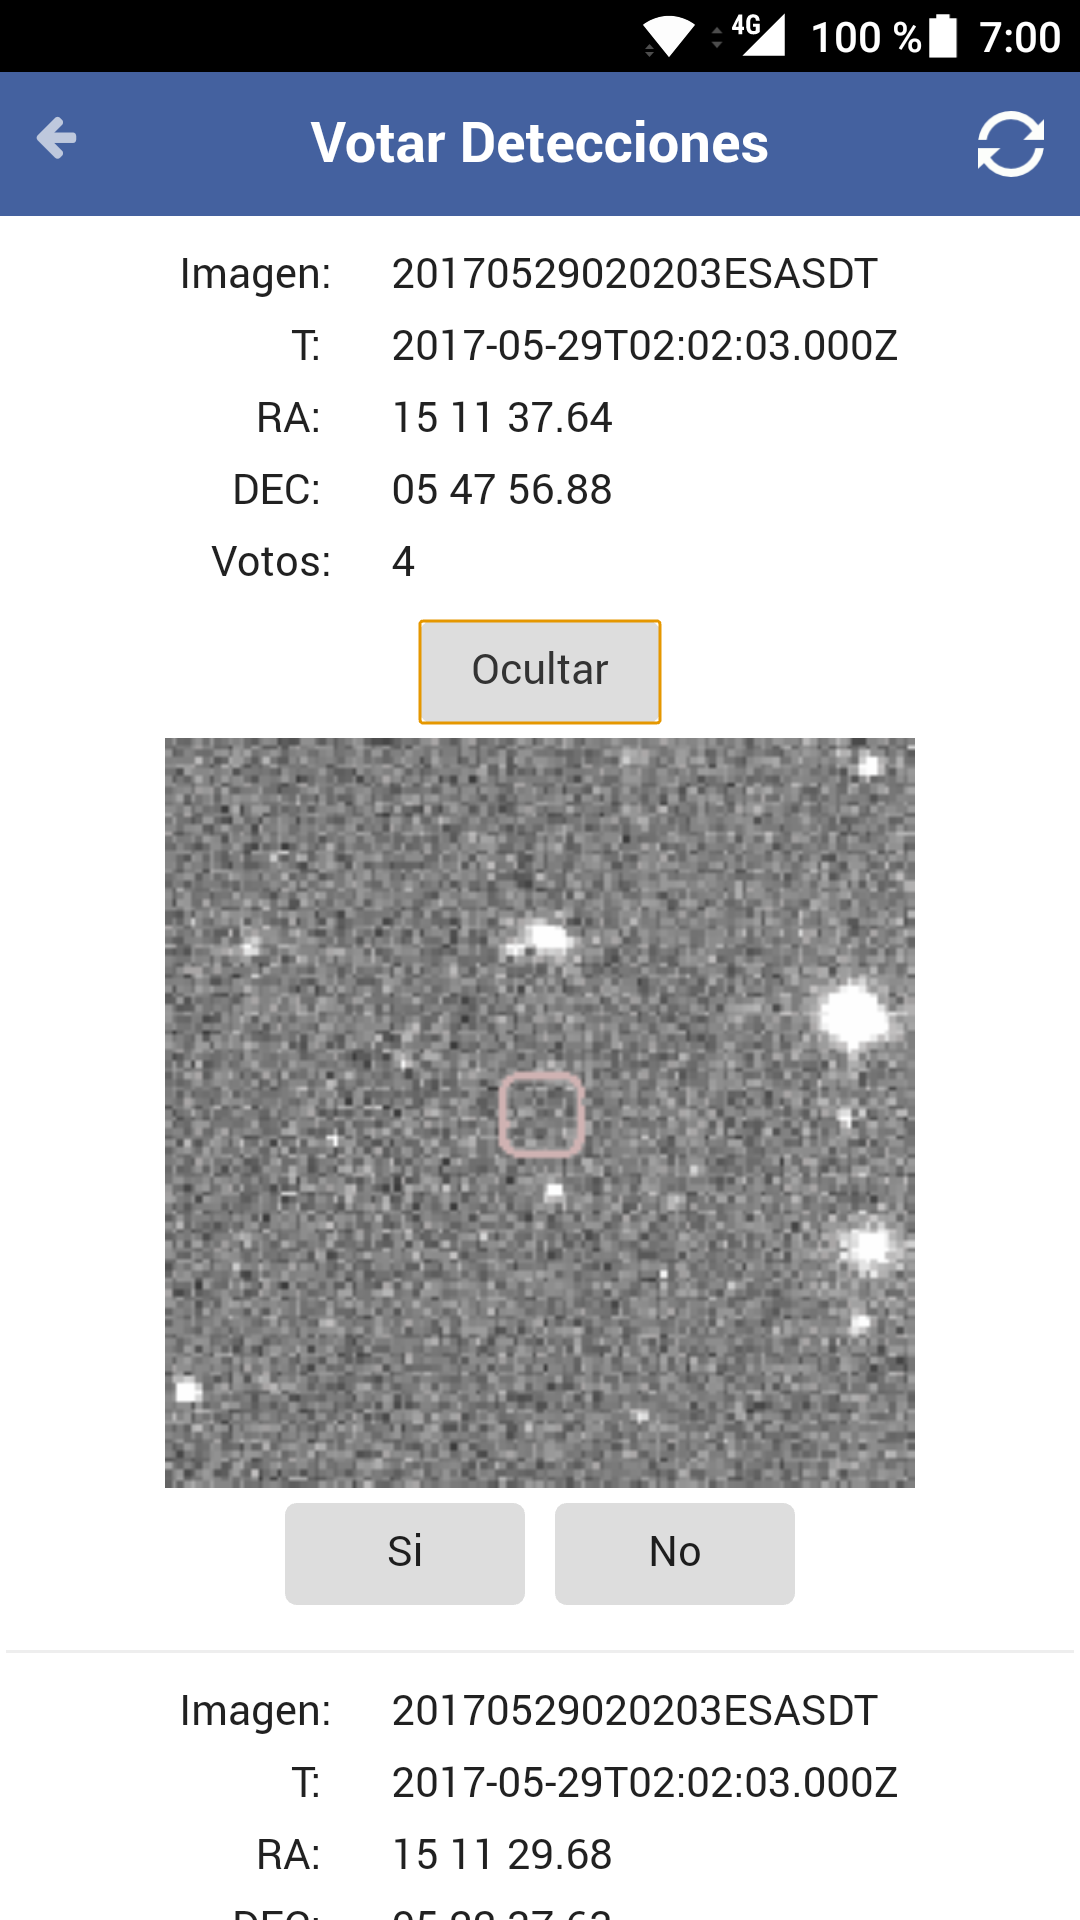 4G 100 % 7:00
Votar Detecciones
Imagen: 20170529020203ESASDT
T: 2017-05-29T02:02:03.000Z
RA: 15 11 37.64
DEC: 05 47 56.88
Votos: 4
Ocultar
Si No
Imagen: 20170529020203ESASDT
T: 2017-05-29T02:02:03.000Z
RA: 15 11 29.68
DEC: